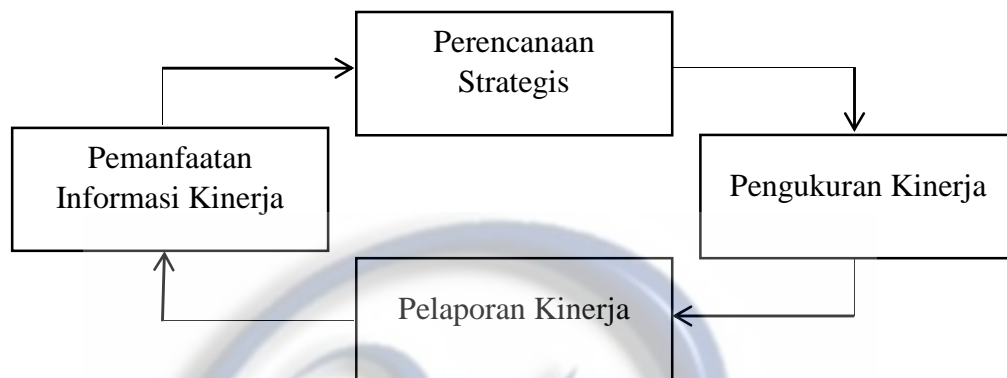 Perencanaan
Strategis
Pemanfaatan
Informasi Kinerja
Pengukuran Kinerja
Pelaporan Kinerja